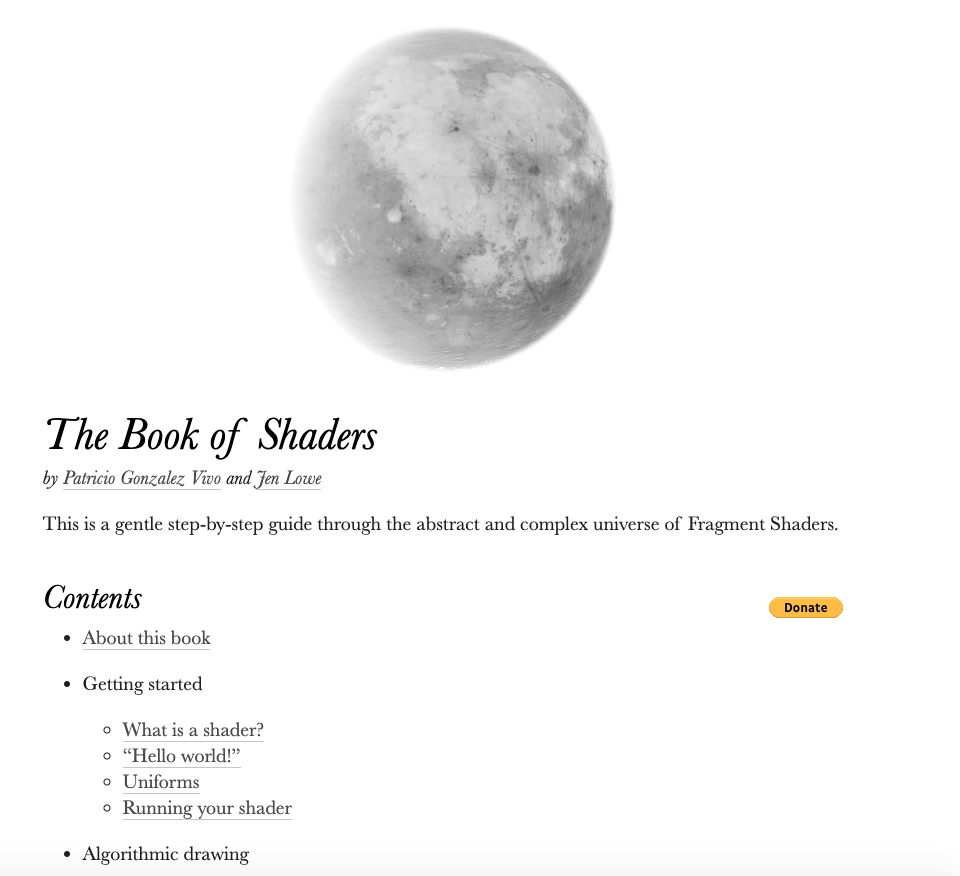 The Book of Shaders
by Patricio Gonzalez Vivo and Jen Lowe
This is a gentle step-by-step guide through the abstract and complex universe of Fragment Shaders.
Contents
Donate
About this book
Getting started
What is a shader?
“Hello world!”
Uniforms
Running your shader
Algorithmic drawing